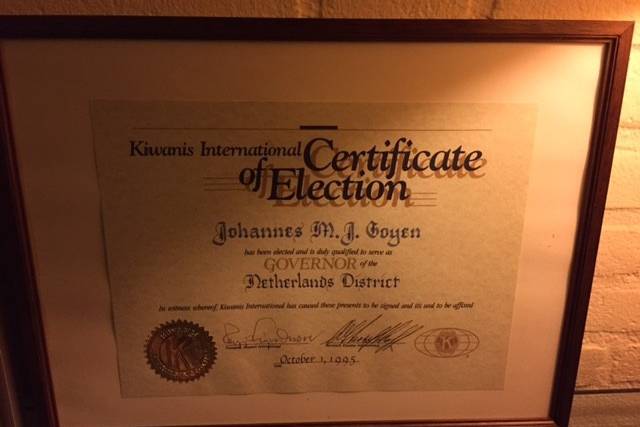 Kiwanis International Certificate
of Election
Johannes M. J. Goyen
has been elected and is duly qualified to serve as
GOVERNOR of the
Netherlands District
In witness whereof, Kiwanis International has caused these presents to be signed and its seal to be affixed
October 1, 1995.
K
K